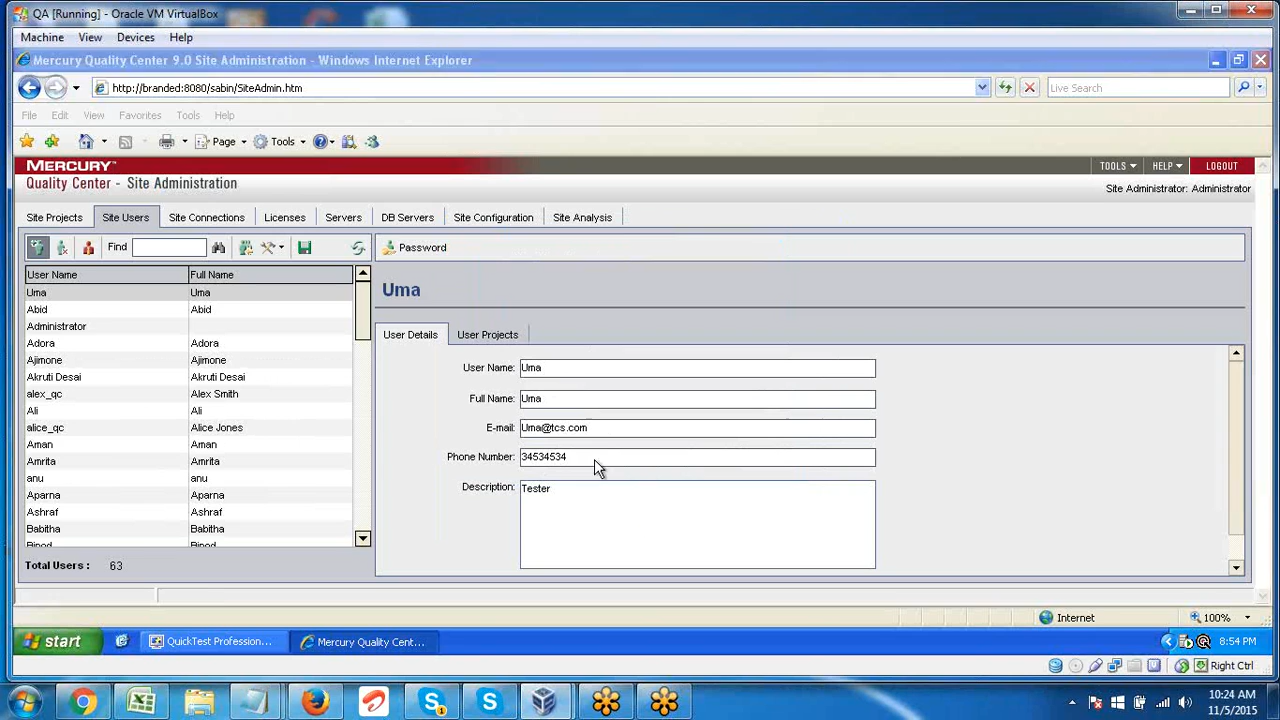 QA [Running] - Oracle VM VirtualBox
Machine View Devices Help
Mercury Quality Center 9.0 Site Administration - Windows Internet Explorer
http://branded:8080/sabin/SiteAdmin.htm
Live Search
File Edit View Favorites Tools Help
Page Tools
MERCURY™
TOOLS HELP LOGOUT
Quality Center - Site Administration
Site Administrator: Administrator
Site Projects Site Users Site Connections Licenses Servers DB Servers Site Configuration Site Analysis
Find
Password
User Name Full Name
Uma Uma
Abid Abid
Administrator
Adora Adora
Ajimone Ajimone
Akruti Desai Akruti Desai
alex_qc Alex Smith
Ali Ali
alice_qc Alice Jones
Aman Aman
Amrita Amrita
anu anu
Aparna Aparna
Ashraf Ashraf
Babitha Babitha
Binod Binod
Total Users : 63
Uma
User Details User Projects
User Name: Uma
Full Name: Uma
E-mail: Uma@tcs.com
Phone Number: 34534534
Description: Tester
Internet 100%
start QuickTest Profession... Mercury Quality Cent... 8:54 PM
Right Ctrl
10:24 AM
11/5/2015